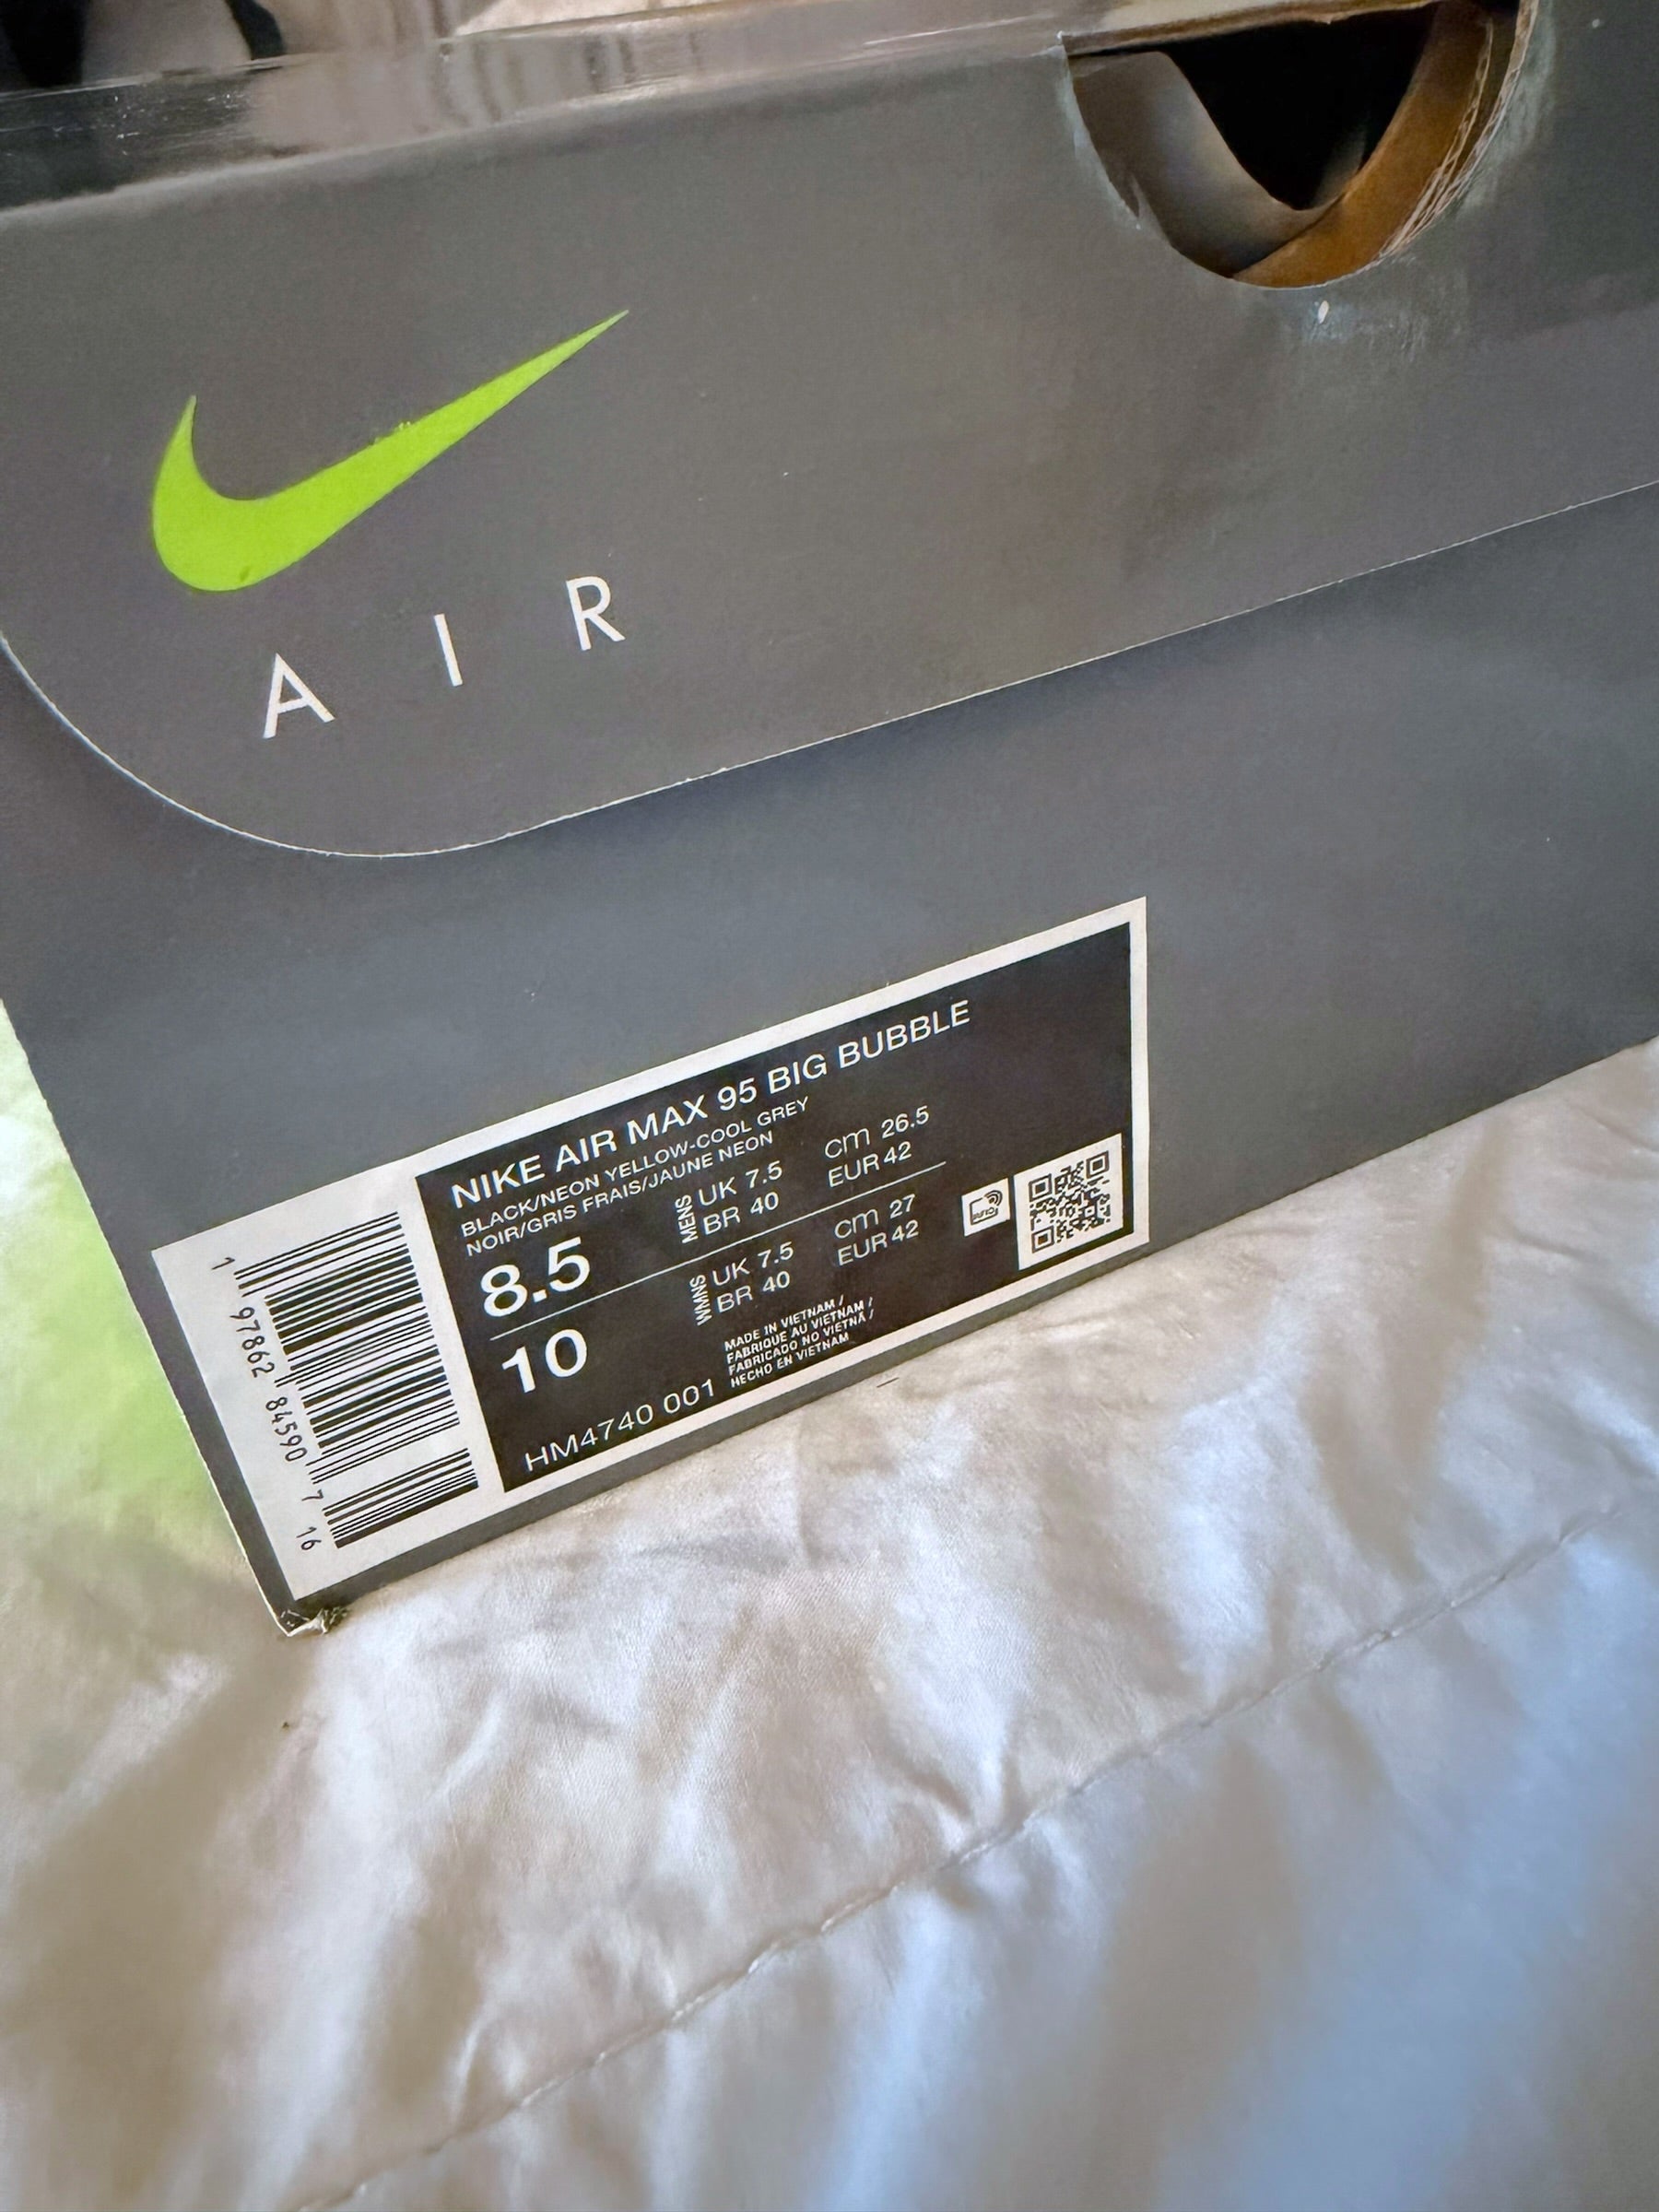 AIR
NIKE AIR MAX 95 BIG BUBBLE
BLACK/NEON YELLOW-COOL GREY
NOIR/GRIS FRAIS/JAUNE NEON
8.5
MENS
UK 7.5
cm 26.5
BR 40
EUR 42
10
WMNS
UK 7.5
cm 27
BR 40
EUR 42
RFID
HM4740 001
MADE IN VIETNAM /
FABRIQUE AU VIETNAM /
FABRICADO NO VIETNÃ /
HECHO EN VIETNAM
1 97862 84590 7 16